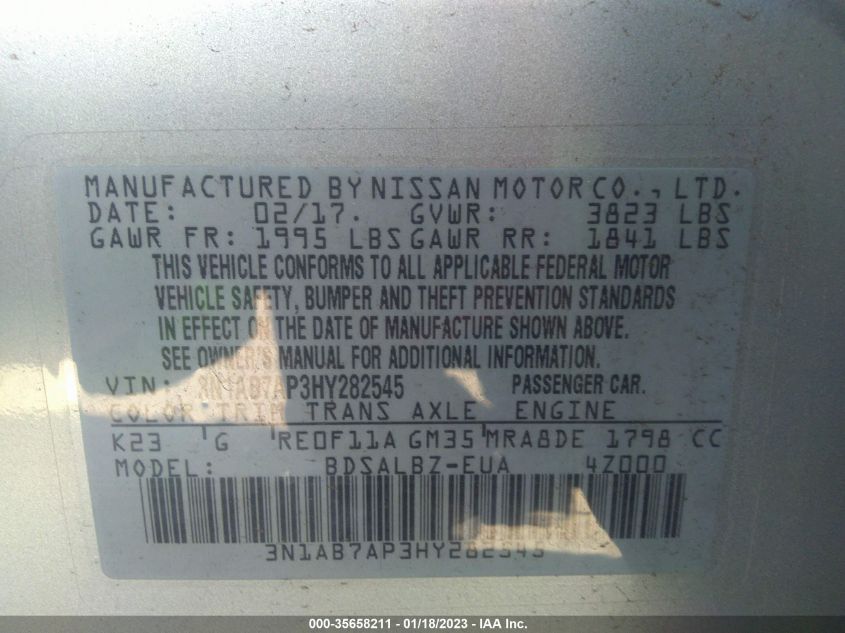 MANUFACTURED BY NISSAN MOTOR CO., LTD.
DATE: 02/17. GVWR: 3823 LBS
GAWR FR: 1995 LBS GAWR RR: 1841 LBS
THIS VEHICLE CONFORMS TO ALL APPLICABLE FEDERAL MOTOR
VEHICLE SAFETY, BUMPER AND THEFT PREVENTION STANDARDS
IN EFFECT ON THE DATE OF MANUFACTURE SHOWN ABOVE.
SEE OWNER'S MANUAL FOR ADDITIONAL INFORMATION.
VIN: 3N1AB7AP3HY282545 PASSENGER CAR.
COLOR TRIM TRANS AXLE ENGINE
K23 'G 'RE0F11A GM35 'MRA8DE 1798 CC
MODEL: BDSALBZ-EUA 4Z000
3N1AB7AP3HY282545
000-35658211 - 01/18/2023 - IAA Inc.